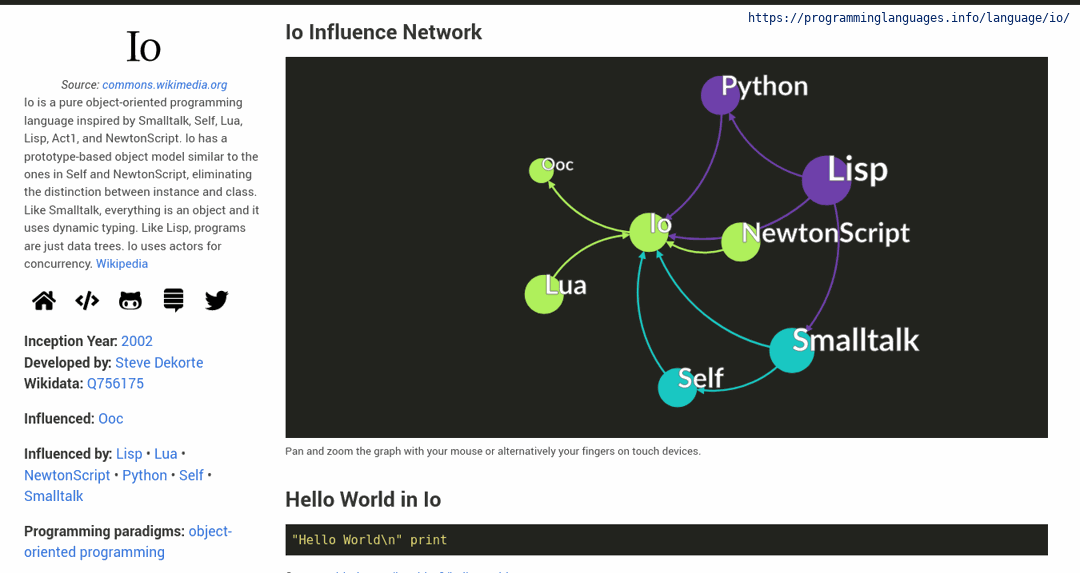 https://programminglanguages.info/language/io/
Io
Source: commons.wikimedia.org
Io is a pure object-oriented programming
language inspired by Smalltalk, Self, Lua,
Lisp, Act1, and NewtonScript. Io has a
prototype-based object model similar to the
ones in Self and NewtonScript, eliminating
the distinction between instance and class.
Like Smalltalk, everything is an object and it
uses dynamic typing. Like Lisp, programs
are just data trees. Io uses actors for
concurrency. Wikipedia
Inception Year: 2002
Developed by: Steve Dekorte
Wikidata: Q756175
Influenced: Ooc
Influenced by: Lisp • Lua •
NewtonScript • Python • Self •
Smalltalk
Programming paradigms: object-
oriented programming
Io Influence Network
Python
Ooc
Lisp
Io
NewtonScript
Lua
Smalltalk
Self
Pan and zoom the graph with your mouse or alternatively your fingers on touch devices.
Hello World in Io
"Hello World\n" print